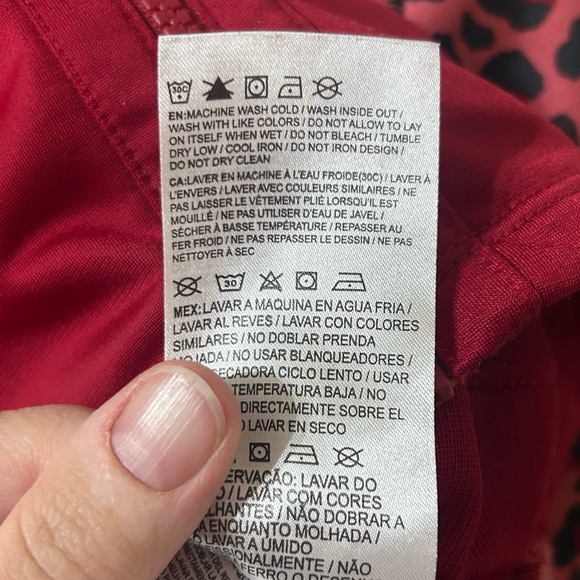 30C
EN:MACHINE WASH COLD / WASH INSIDE OUT /
WASH WITH LIKE COLORS / DO NOT ALLOW TO LAY
ON ITSELF WHEN WET / DO NOT BLEACH / TUMBLE
DRY LOW / COOL IRON / DO NOT IRON DESIGN /
DO NOT DRY CLEAN
CA:LAVER EN MACHINE À L'EAU FROIDE(30C) / LAVER À
L'ENVERS / LAVER AVEC COULEURS SIMILAIRES / NE
PAS LAISSER LE VÊTEMENT PLIÉ LORSQU'IL EST
MOUILLÉ / NE PAS UTILISER D'EAU DE JAVEL /
SÉCHER À BASSE TEMPÉRATURE / REPASSER AU
FER FROID / NE PAS REPASSER LE DESSIN / NE PAS
NETTOYER À SEC
30
MEX: LAVAR A MAQUINA EN AGUA FRIA /
LAVAR AL REVES / LAVAR CON COLORES
SIMILARES / NO DOBLAR PRENDA
/ NO USAR BLANQUEADORES /
CICLO LENTO / USAR
TEMPERATURA BAJA / NO
DIRECTAMENTE SOBRE EL
LAVAR EN SECO
LAVAR DO
/ LAVAR COM CORES
/ NÃO DOBRAR A
ENQUANTO MOLHADA /
LAVAR A ÚMIDO
/ NÃO
FERRO O